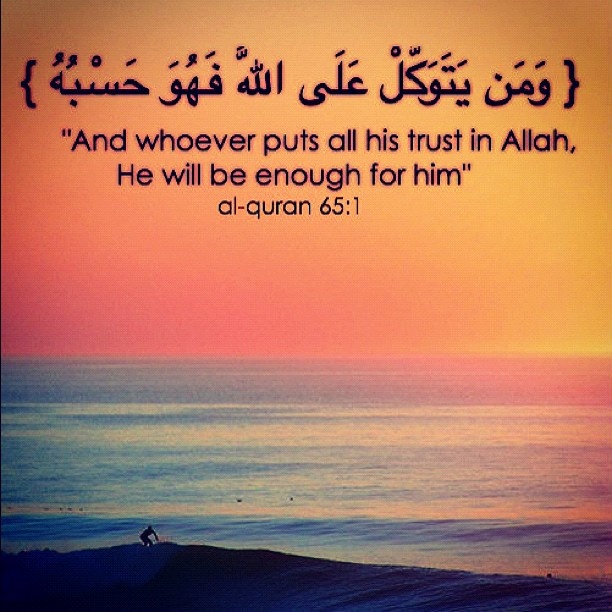 { وَمَن يَتَوَكَّلْ عَلَى اللَّهِ فَهُوَ حَسْبُهُ }
"And whoever puts all his trust in Allah,
He will be enough for him"
al-quran 65:1